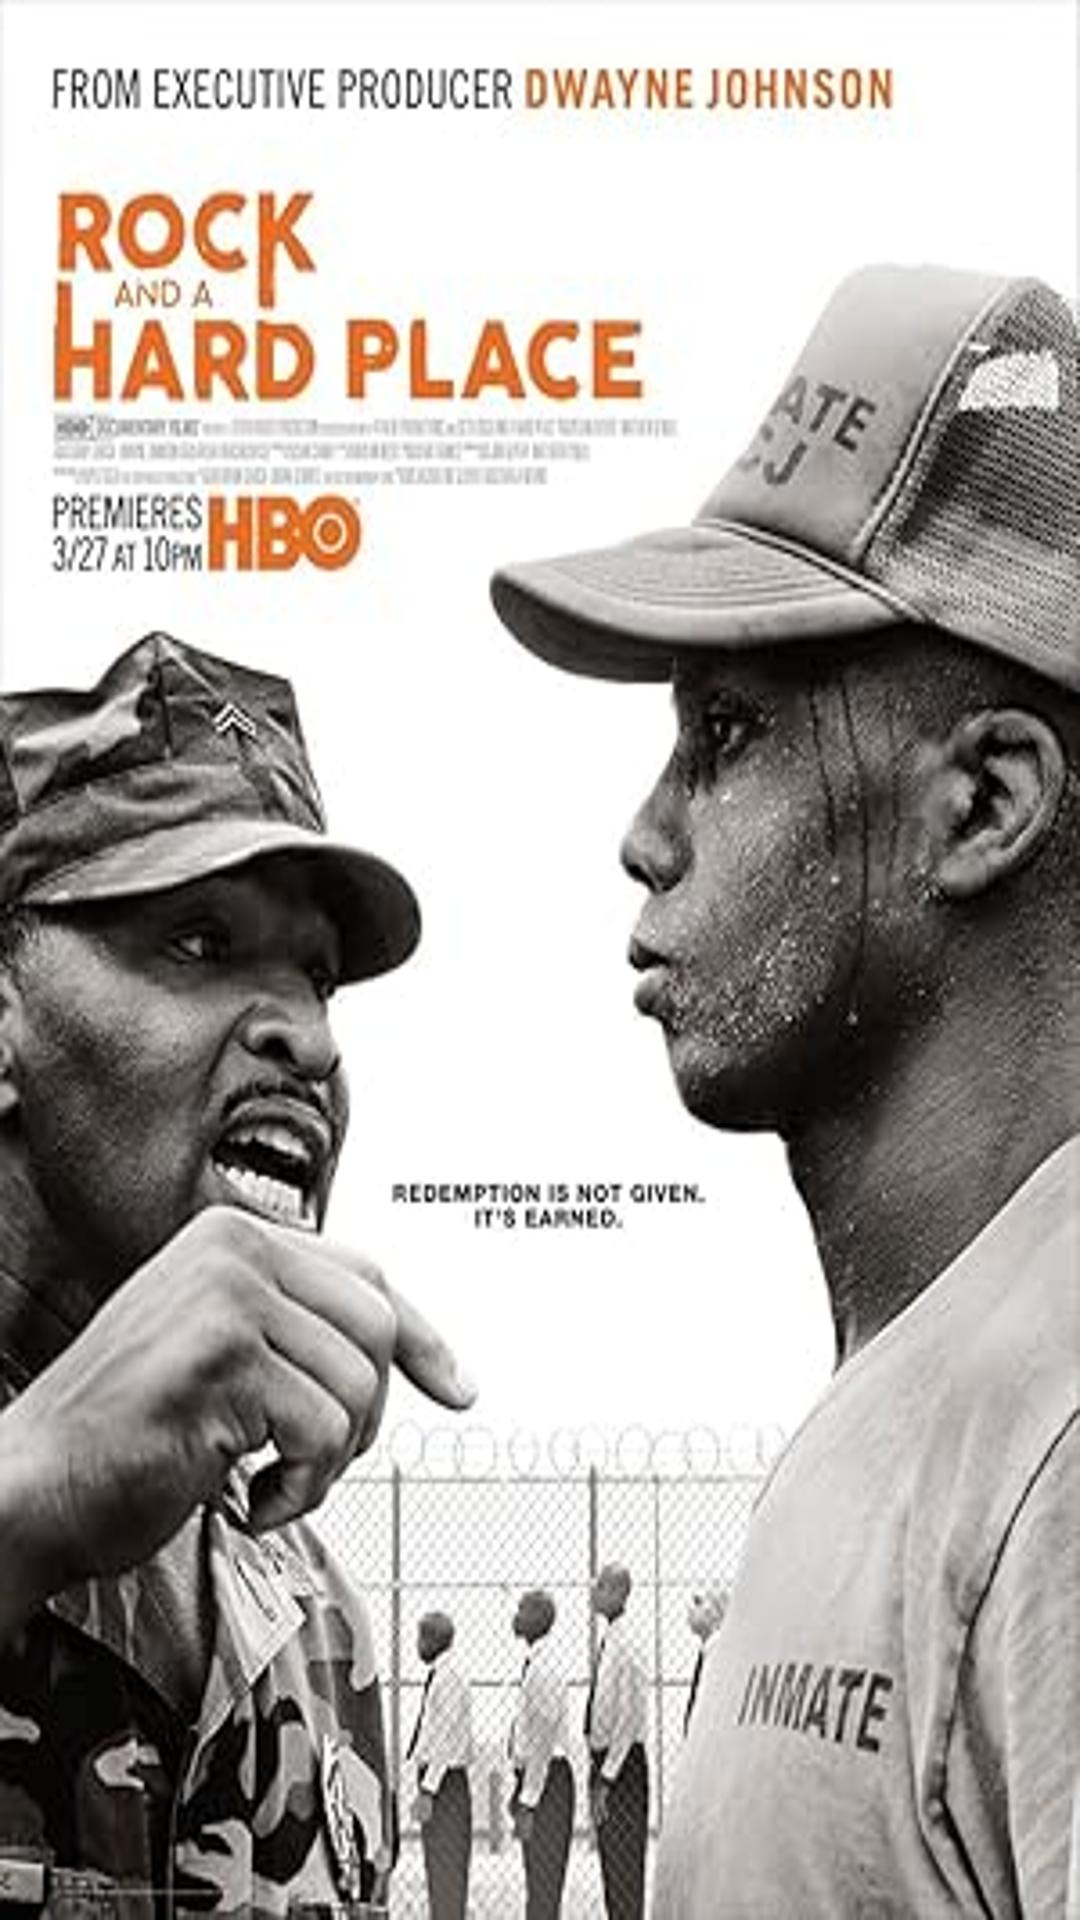 FROM EXECUTIVE PRODUCER DWAYNE JOHNSON
ROCK
AND A
HARD PLACE
PREMIERES
3/27 AT 10PM HBO
ATE
CJ
REDEMPTION IS NOT GIVEN.
IT'S EARNED.
INMATE